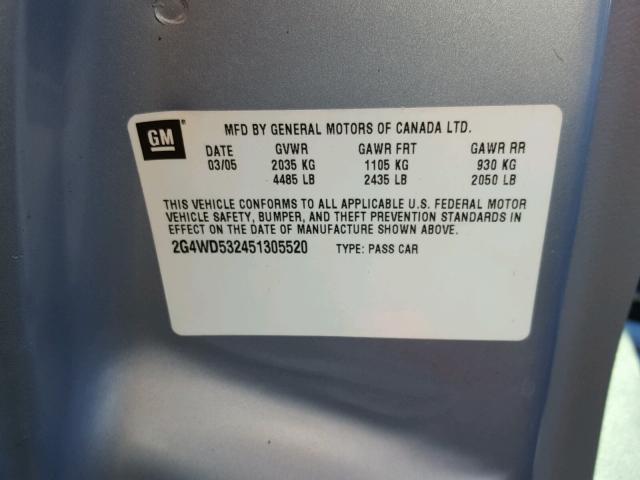 GM
MFD BY GENERAL MOTORS OF CANADA LTD.
DATE GVWR GAWR FRT GAWR RR
03/05 2035 KG 1105 KG 930 KG
4485 LB 2435 LB 2050 LB
THIS VEHICLE CONFORMS TO ALL APPLICABLE U.S. FEDERAL MOTOR
VEHICLE SAFETY, BUMPER, AND THEFT PREVENTION STANDARDS IN
EFFECT ON THE DATE OF MANUFACTURE SHOWN ABOVE.
2G4WD532451305520 TYPE: PASS CAR